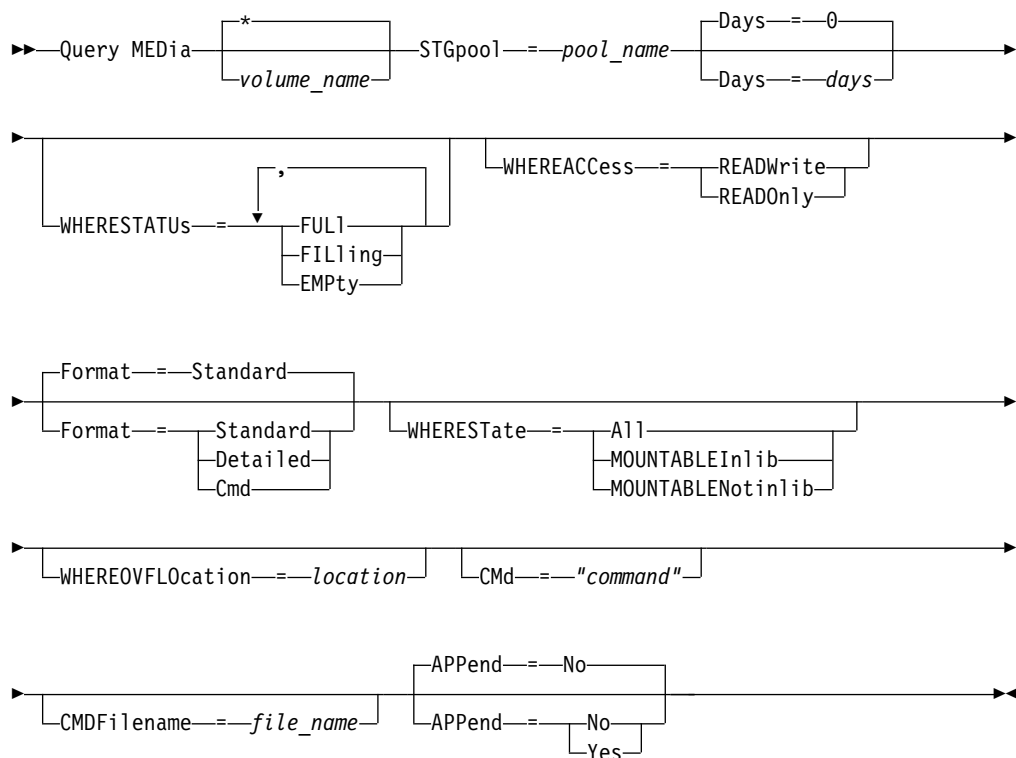 * Days = 0
Query MEDia STGpool = pool_name
volume_name Days = days
WHEREACCess = READWrite
, READOnly
WHERESTATUs = FULl
FILling
EMPty
Format = Standard
WHERESTate = All
Format = Standard MOUNTABLEInlib
Detailed MOUNTABLENotinlib
Cmd
WHEREOVFLOcation = location CMd = "command"
APPend = No
CMDFilename = file_name APPend = No
Yes